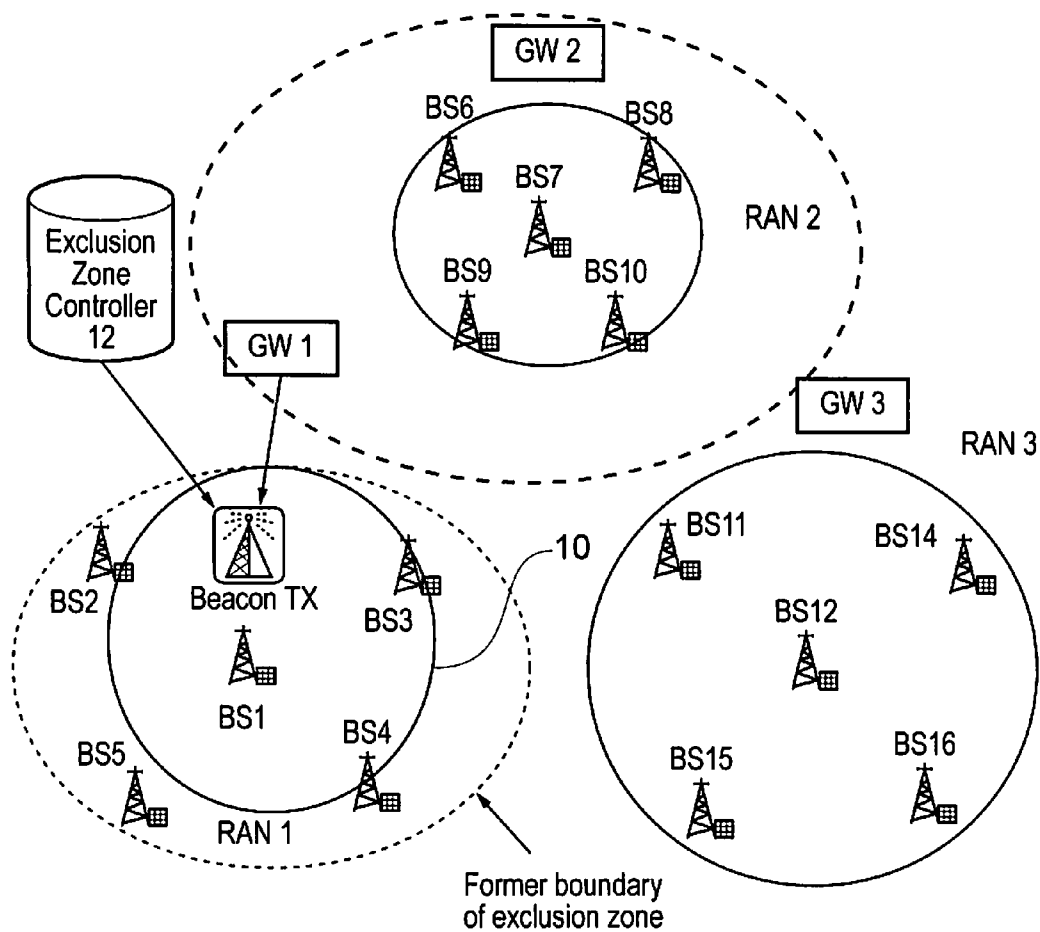 GW 2
BS6
BS8
BS7
RAN 2
Exclusion
Zone
Controller
12
BS9
BS10
GW 1
GW 3
RAN 3
BS11
BS14
10
BS2
Beacon TX
BS3
BS12
BS1
BS4
BS5
BS15
BS16
RAN 1
Former boundary
of exclusion zone